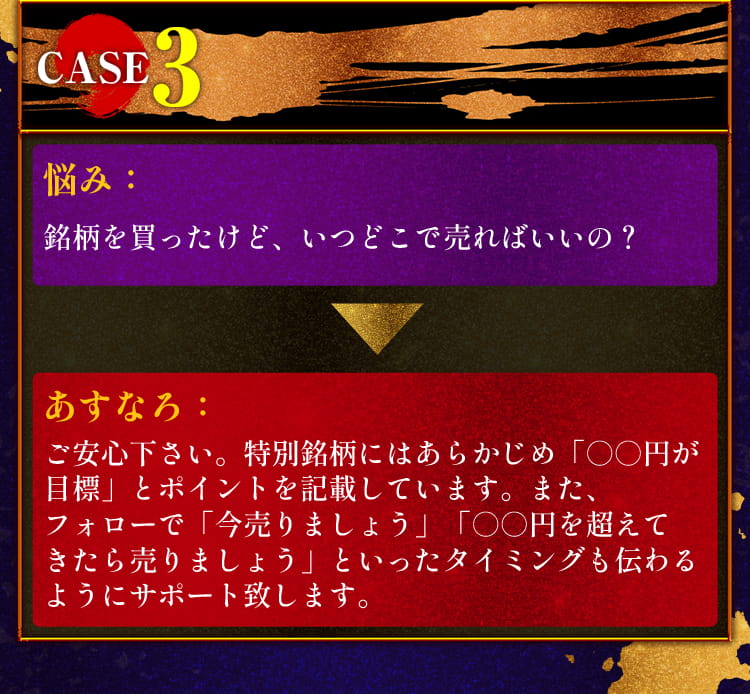 CASE 3
悩み：
銘柄を買ったけど、いつどこで売ればいいの？
あすなろ：
ご安心下さい。特別銘柄にはあらかじめ「○○円が
目標」とポイントを記載しています。また、
フォローで「今売りましょう」「○○円を超えて
きたら売りましょう」といったタイミングも伝わる
ようにサポート致します。